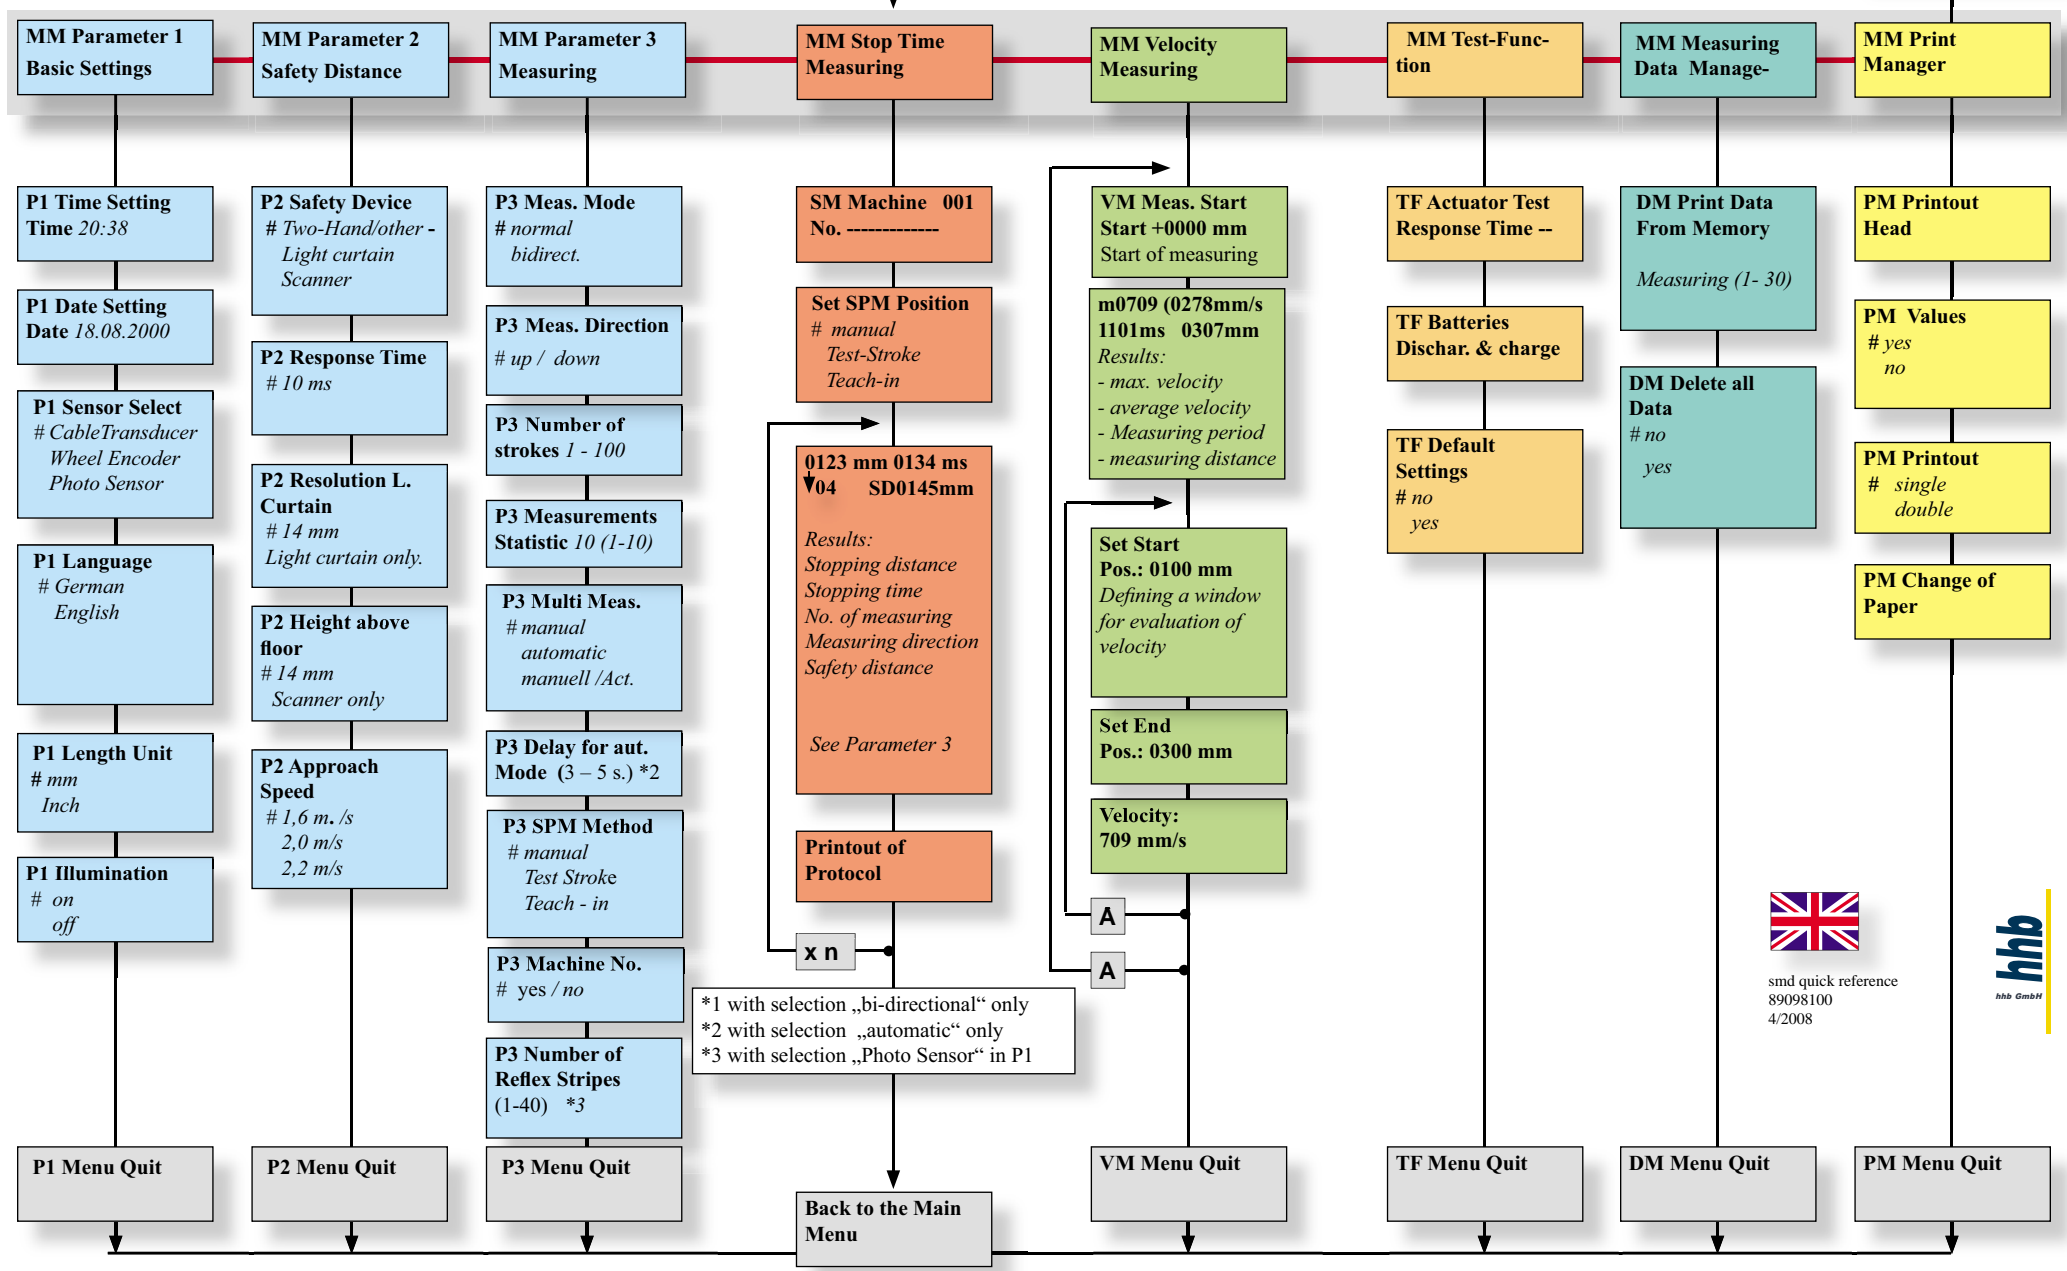 MM Parameter 1
Basic Settings
MM Parameter 2
Safety Distance
MM Parameter 3
Measuring
MM Stop Time
Measuring
MM Velocity
Measuring
MM Test-Func-
tion
MM Measuring
Data Manage-
MM Print
Manager
P1 Time Setting
Time 20:38
P1 Date Setting
Date 18.08.2000
P1 Sensor Select
# CableTransducer
Wheel Encoder
Photo Sensor
P1 Language
# German
English
P1 Length Unit
# mm
Inch
P1 Illumination
# on
off
P1 Menu Quit
P2 Safety Device
# Two-Hand/other -
Light curtain
Scanner
P2 Response Time
# 10 ms
P2 Resolution L.
Curtain
# 14 mm
Light curtain only.
P2 Height above
floor
# 14 mm
Scanner only
P2 Approach
Speed
# 1,6 m. /s
2,0 m/s
2,2 m/s
P2 Menu Quit
P3 Meas. Mode
# normal
bidirect.
P3 Meas. Direction
# up / down
P3 Number of
strokes 1 - 100
P3 Measurements
Statistic 10 (1-10)
P3 Multi Meas.
# manual
automatic
manuell /Act.
P3 Delay for aut.
Mode (3 – 5 s.) *2
P3 SPM Method
# manual
Test Stroke
Teach - in
P3 Machine No.
# yes / no
P3 Number of
Reflex Stripes
(1-40) *3
P3 Menu Quit
SM Machine 001
No. -------------
Set SPM Position
# manual
Test-Stroke
Teach-in
0123 mm 0134 ms
04 SD0145mm
Results:
Stopping distance
Stopping time
No. of measuring
Measuring direction
Safety distance
See Parameter 3
Printout of
Protocol
x n
*1 with selection „bi-directional“ only
*2 with selection „automatic“ only
*3 with selection „Photo Sensor“ in P1
Back to the Main
Menu
VM Meas. Start
Start +0000 mm
Start of measuring
m0709 (0278mm/s
1101ms 0307mm
Results:
- max. velocity
- average velocity
- Measuring period
- measuring distance
Set Start
Pos.: 0100 mm
Defining a window
for evaluation of
velocity
Set End
Pos.: 0300 mm
Velocity:
709 mm/s
A
A
VM Menu Quit
TF Actuator Test
Response Time --
TF Batteries
Dischar. & charge
TF Default
Settings
# no
yes
TF Menu Quit
DM Print Data
From Memory
Measuring (1- 30)
DM Delete all
Data
# no
yes
DM Menu Quit
PM Printout
Head
PM Values
# yes
no
PM Printout
# single
double
PM Change of
Paper
PM Menu Quit
smd quick reference
89098100
4/2008
hhb
hhb GmbH